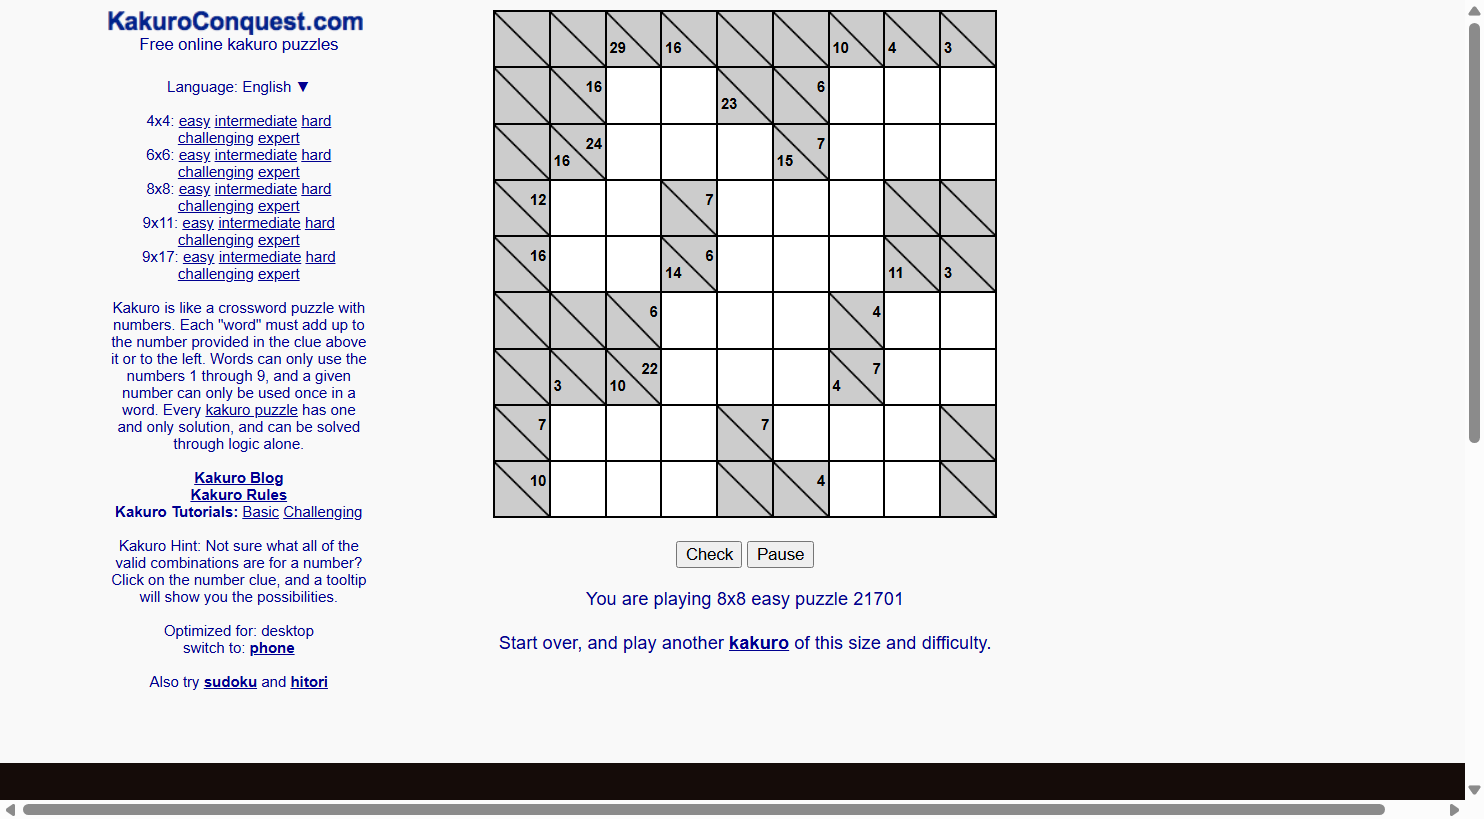 KakuroConquest.com
Free online kakuro puzzles
Language: English ▼
4x4: easy intermediate hard
challenging expert
6x6: easy intermediate hard
challenging expert
8x8: easy intermediate hard
challenging expert
9x11: easy intermediate hard
challenging expert
9x17: easy intermediate hard
challenging expert
Kakuro is like a crossword puzzle with
numbers. Each "word" must add up to
the number provided in the clue above
it or to the left. Words can only use the
numbers 1 through 9, and a given
number can only be used once in a
word. Every kakuro puzzle has one
and only solution, and can be solved
through logic alone.
Kakuro Blog
Kakuro Rules
Kakuro Tutorials: Basic Challenging
Kakuro Hint: Not sure what all of the
valid combinations are for a number?
Click on the number clue, and a tooltip
will show you the possibilities.
Optimized for: desktop
switch to: phone
Also try sudoku and hitori
29 16 10 4 3
16 23 6
24 16 7 15
12 7
16 6 14 11 3
6 4
3 22 10 7 4
7 7
10 4
Check Pause
You are playing 8x8 easy puzzle 21701
Start over, and play another kakuro of this size and difficulty.